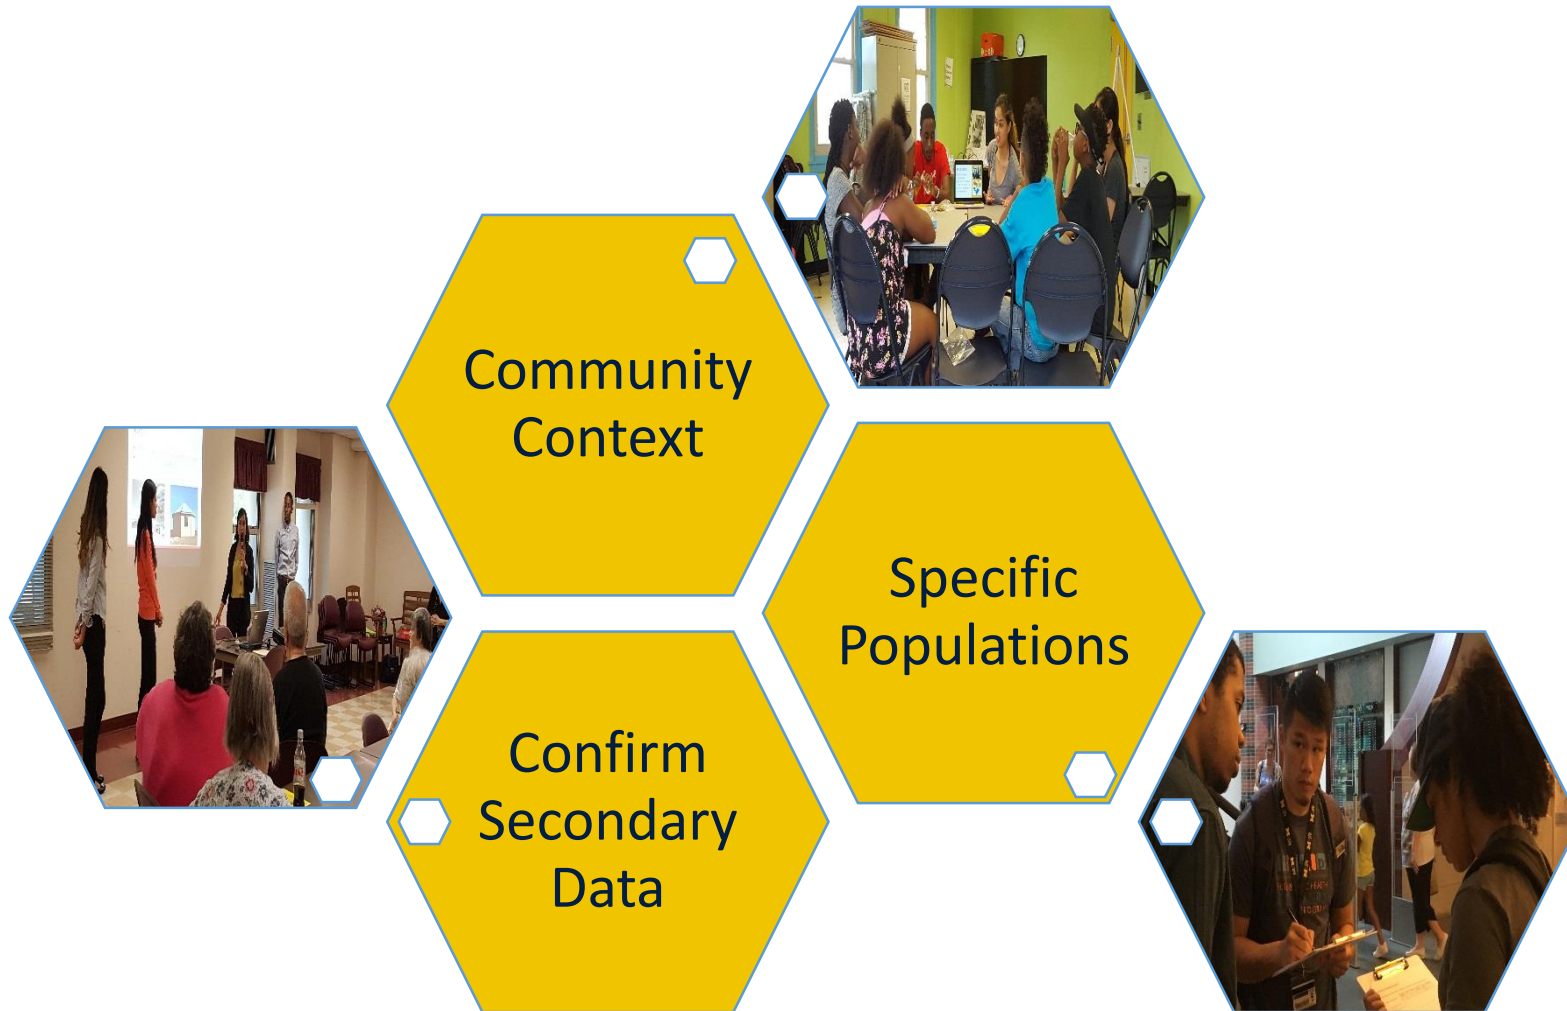 Community
Context
Specific
Populations
Confirm
Secondary
Data